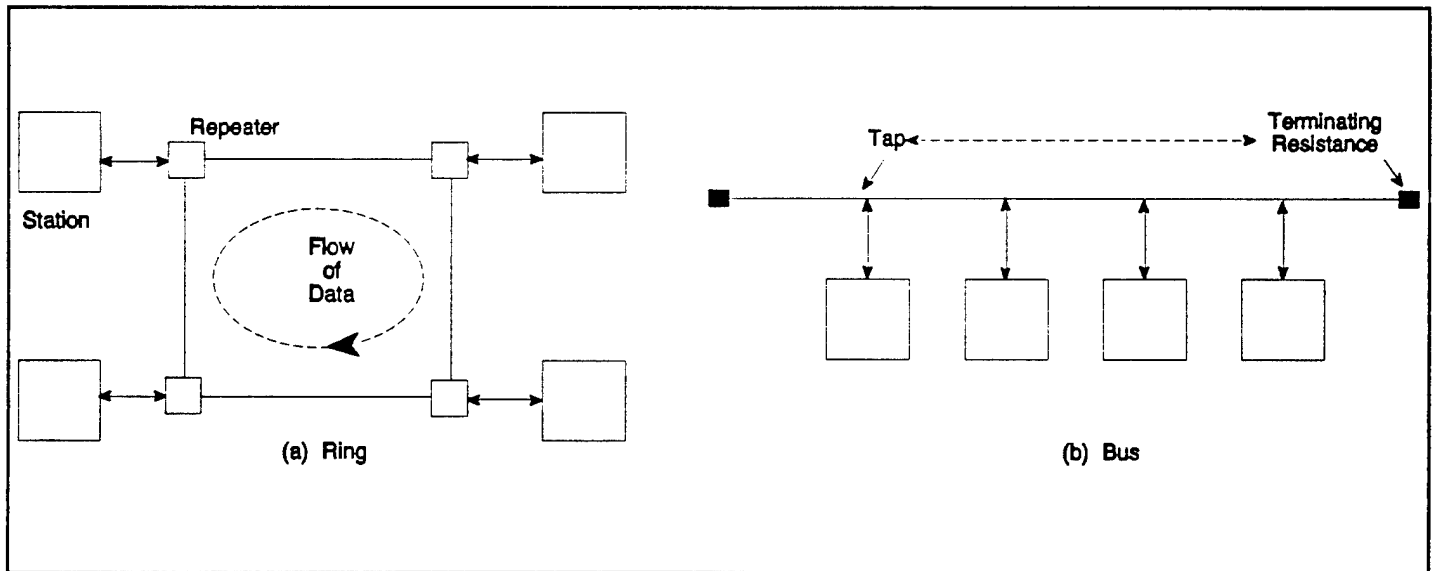 Repeater
Station
Flow
of
Data
(a) Ring
Tap
Terminating
Resistance
(b) Bus